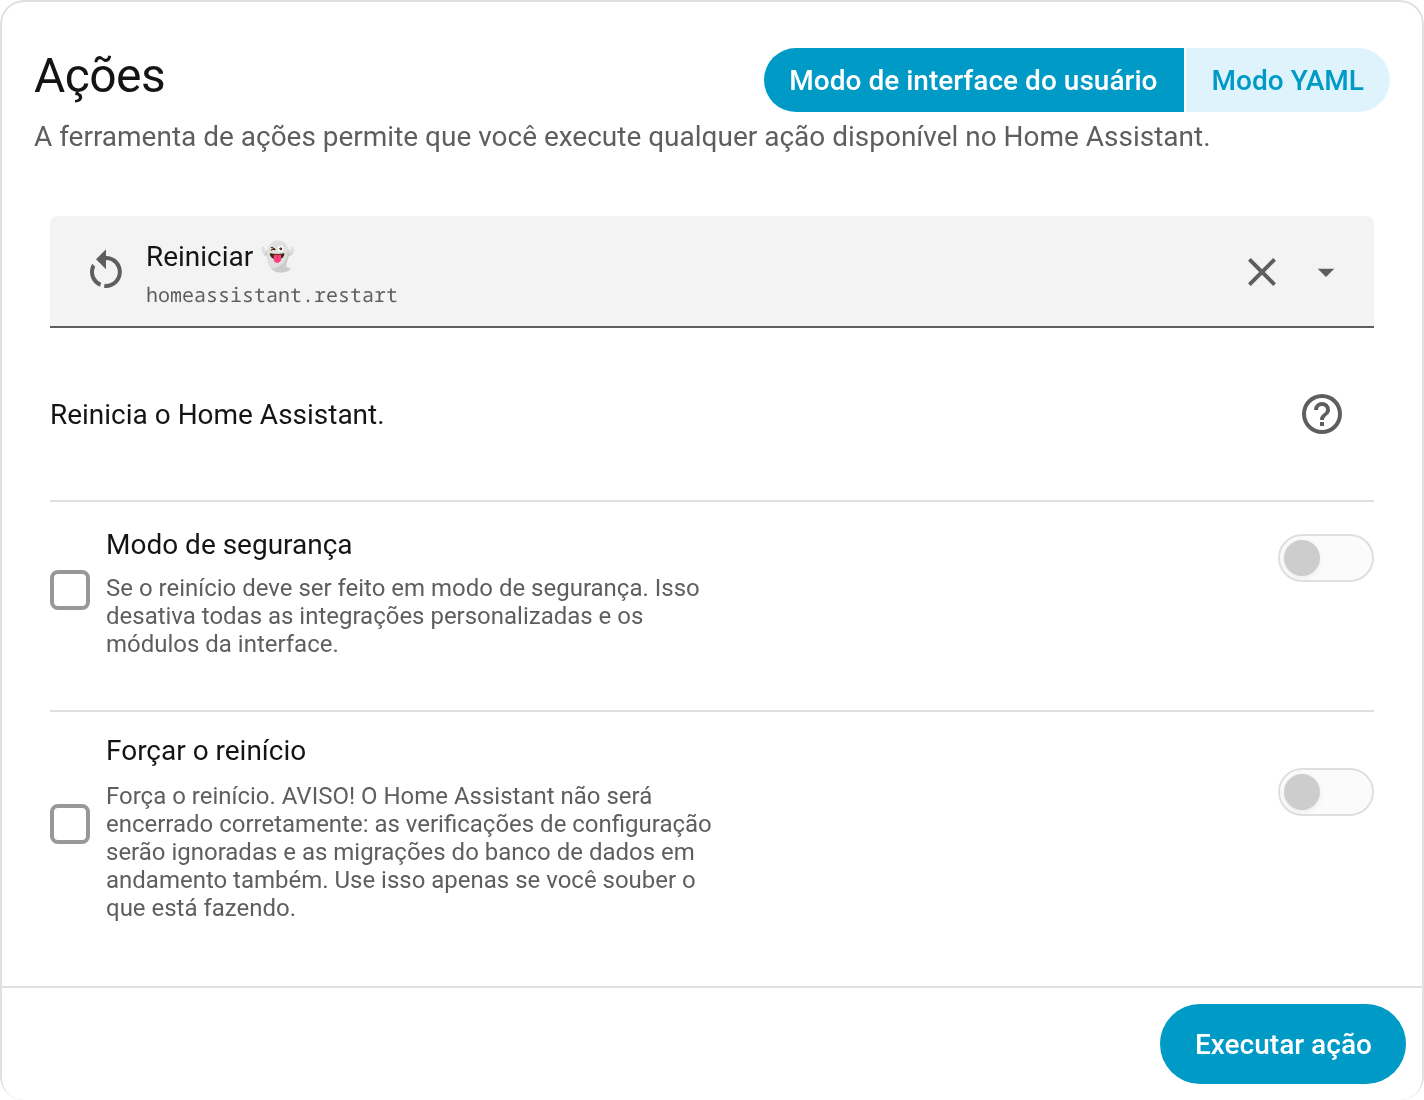 Ações
Modo de interface do usuário
Modo YAML
A ferramenta de ações permite que você execute qualquer ação disponível no Home Assistant.
Reiniciar 👻
homeassistant.restart
Reinicia o Home Assistant.
Modo de segurança
Se o reinício deve ser feito em modo de segurança. Isso
desativa todas as integrações personalizadas e os
módulos da interface.
Forçar o reinício
Força o reinício. AVISO! O Home Assistant não será
encerrado corretamente: as verificações de configuração
serão ignoradas e as migrações do banco de dados em
andamento também. Use isso apenas se você souber o
que está fazendo.
Executar ação